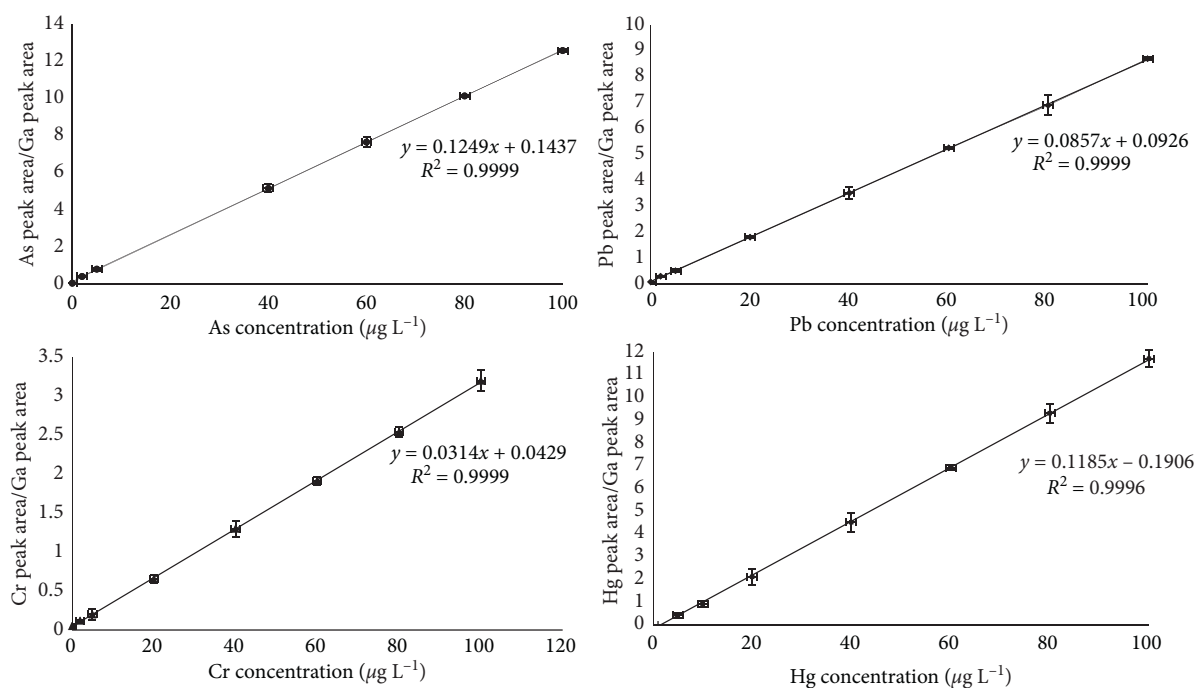 As peak area/Ga peak area
14
12
10
8
6
4
2
0
0 20 40 60 80 100
As concentration (μg L⁻¹)
y = 0.1249x + 0.1437
R² = 0.9999
Pb peak area/Ga peak area
10
9
8
7
6
5
4
3
2
1
0
0 20 40 60 80 100
Pb concentration (μg L⁻¹)
y = 0.0857x + 0.0926
R² = 0.9999
Cr peak area/Ga peak area
3.5
3
2.5
2
1.5
1
0.5
0
0 20 40 60 80 100 120
Cr concentration (μg L⁻¹)
y = 0.0314x + 0.0429
R² = 0.9999
Hg peak area/Ga peak area
12
11
10
9
8
7
6
5
4
3
2
1
0
0 20 40 60 80 100
Hg concentration (μg L⁻¹)
y = 0.1185x – 0.1906
R² = 0.9996